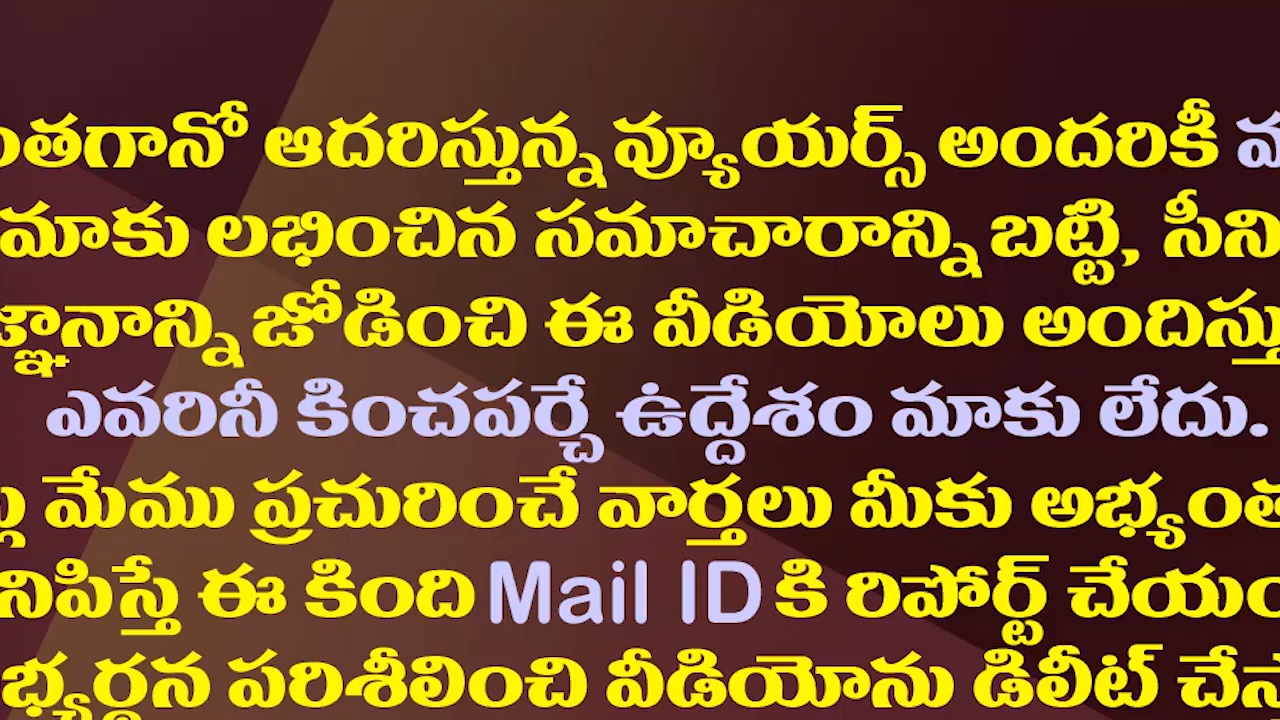 ఆదరిస్తున్న వ్యూయర్స్ అందరికీ
మాకు లభించిన సమాచారాన్ని బట్టి,
జోడించి ఈ వీడియోలు
ఎవరినీ కించపర్చే ఉద్దేశం మాకు లేదు.
మేము ప్రచురించే వార్తలు మీకు
ఈ కింది Mail ID కి రిపోర్ట్
పరిశీలించి వీడియోను డిలీట్